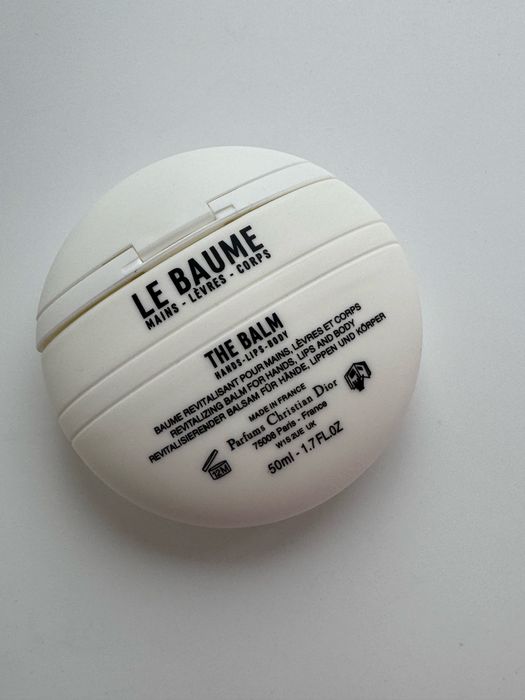 LE BAUME
MAINS - LÈVRES - CORPS
THE BALM
HANDS-LIPS-BODY
BAUME REVITALISANT POUR MAINS, LÈVRES ET CORPS
REVITALIZING BALM FOR HANDS, LIPS AND BODY
REVITALISIERENDER BALSAM FÜR HÄNDE, LIPPEN UND KÖRPER
MADE IN FRANCE
Parfums Christian Dior
75008 Paris - France
W1S2UE UK
12M
50ml - 1.7 FL.OZ